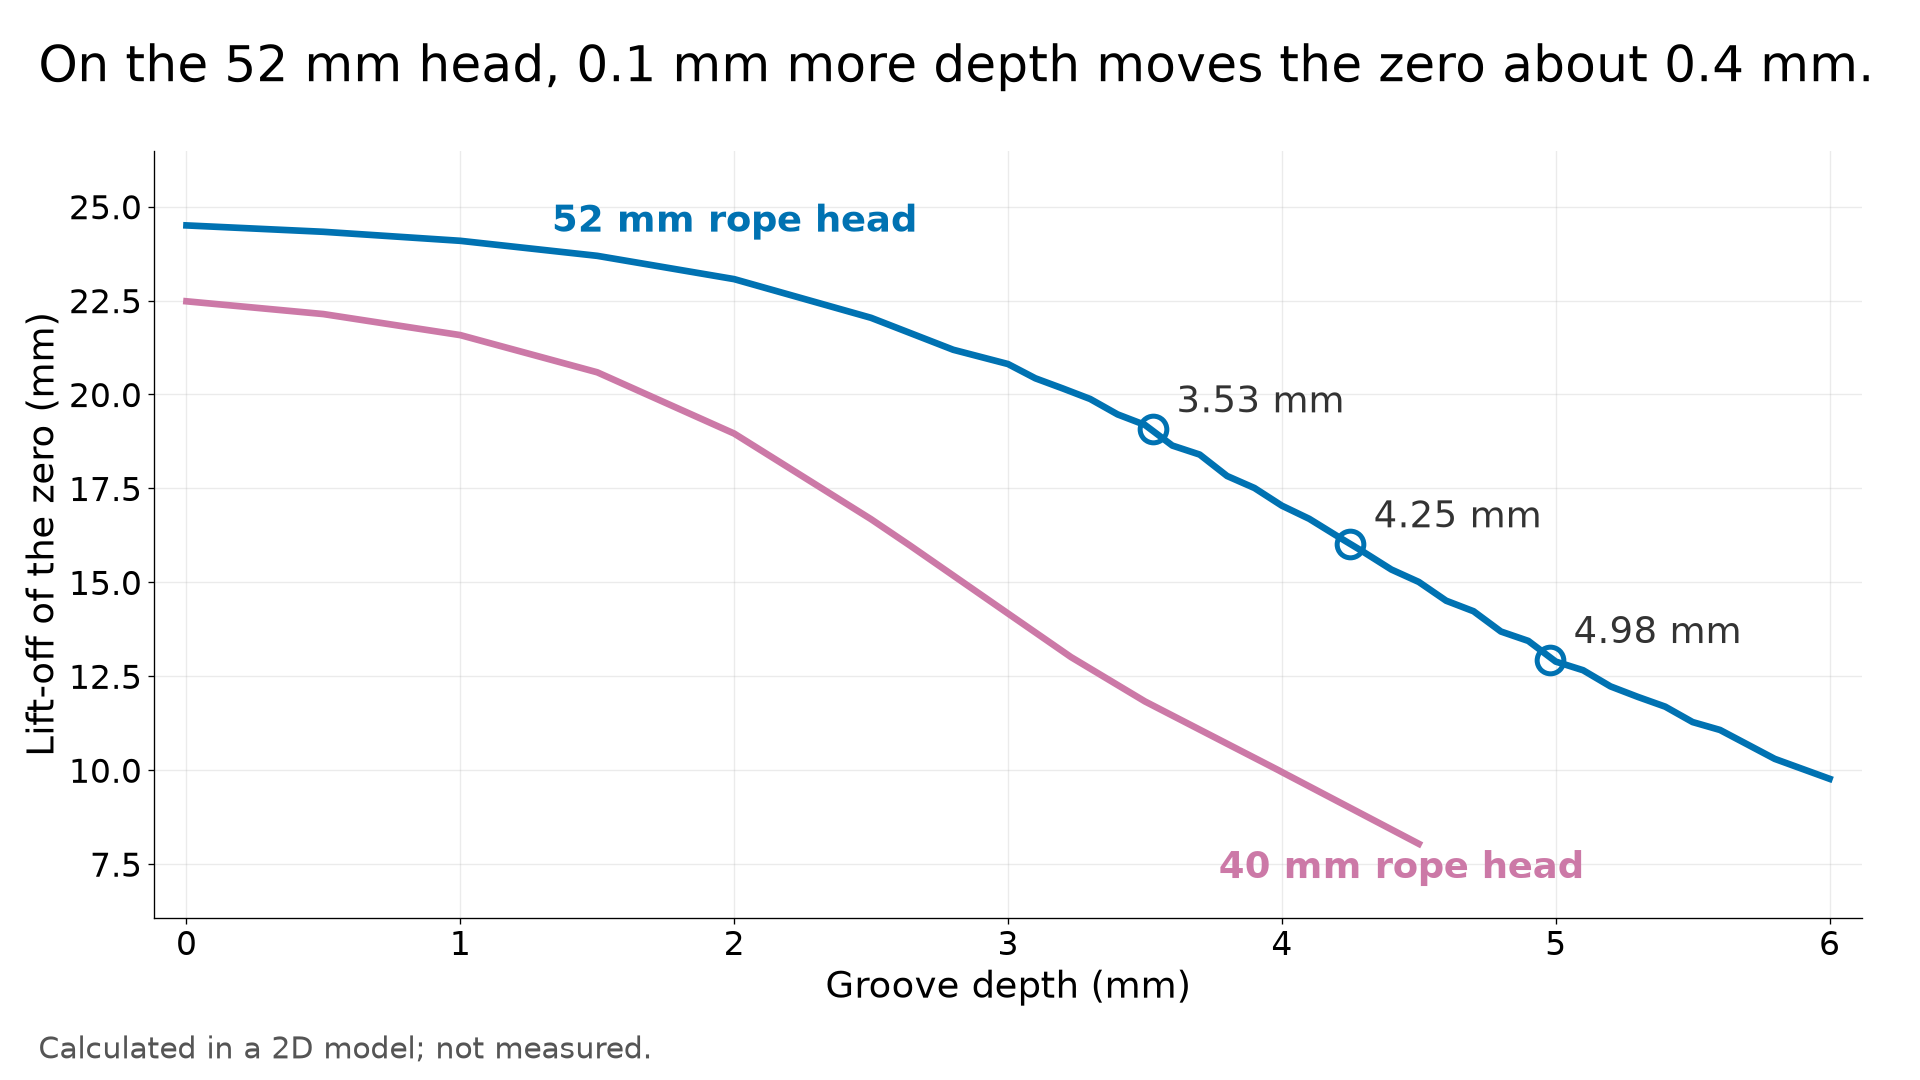 On the 52 mm head, 0.1 mm more depth moves the zero about 0.4 mm.
25.0
22.5
20.0
17.5
15.0
12.5
10.0
7.5
Lift-off of the zero (mm)
52 mm rope head
3.53 mm
4.25 mm
4.98 mm
40 mm rope head
0 1 2 3 4 5 6
Groove depth (mm)
Calculated in a 2D model; not measured.